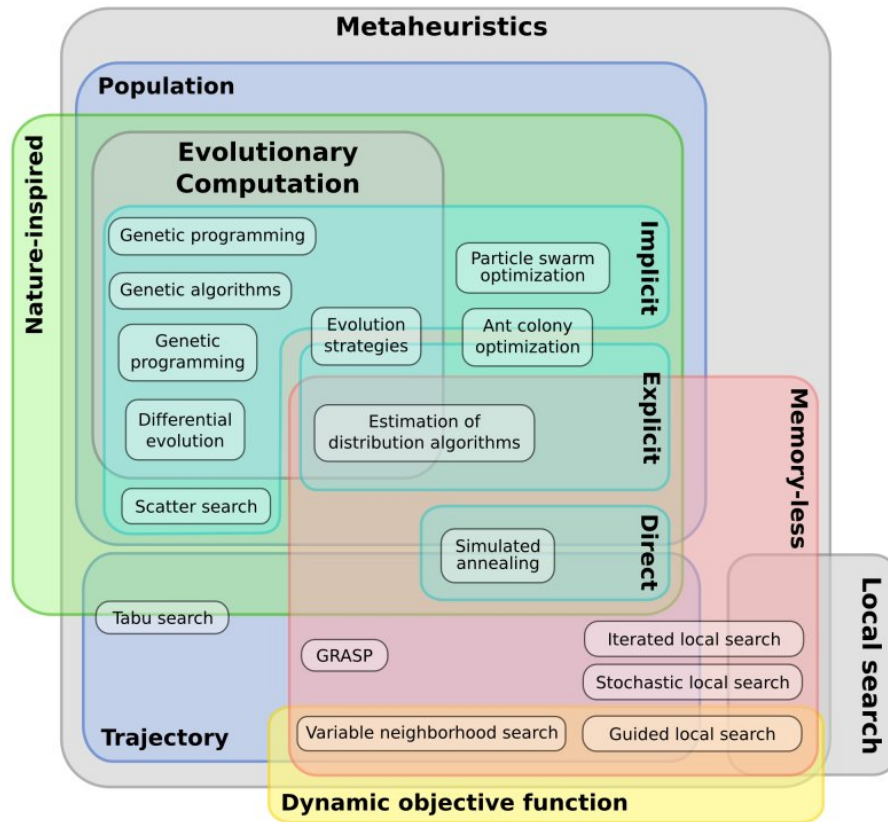 Metaheuristics
Population
Nature-inspired
Evolutionary
Computation
Genetic programming
Implicit
Particle swarm
optimization
Genetic algorithms
Evolution
strategies
Ant colony
optimization
Genetic
programming
Explicit
Memory-less
Differential
evolution
Estimation of
distribution algorithms
Scatter search
Direct
Simulated
annealing
Local search
Tabu search
GRASP
Iterated local search
Stochastic local search
Trajectory
Variable neighborhood search
Guided local search
Dynamic objective function